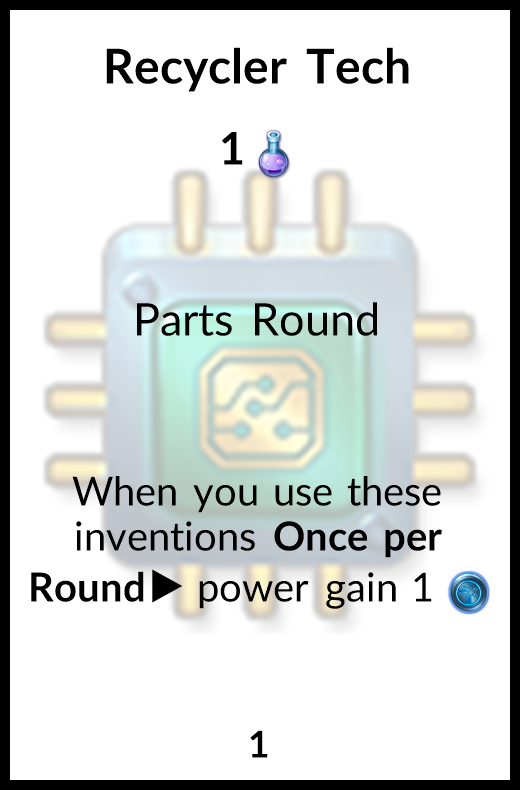 Recycler Tech
1
Parts Round
When you use these
inventions Once per
Round▶ power gain 1
1